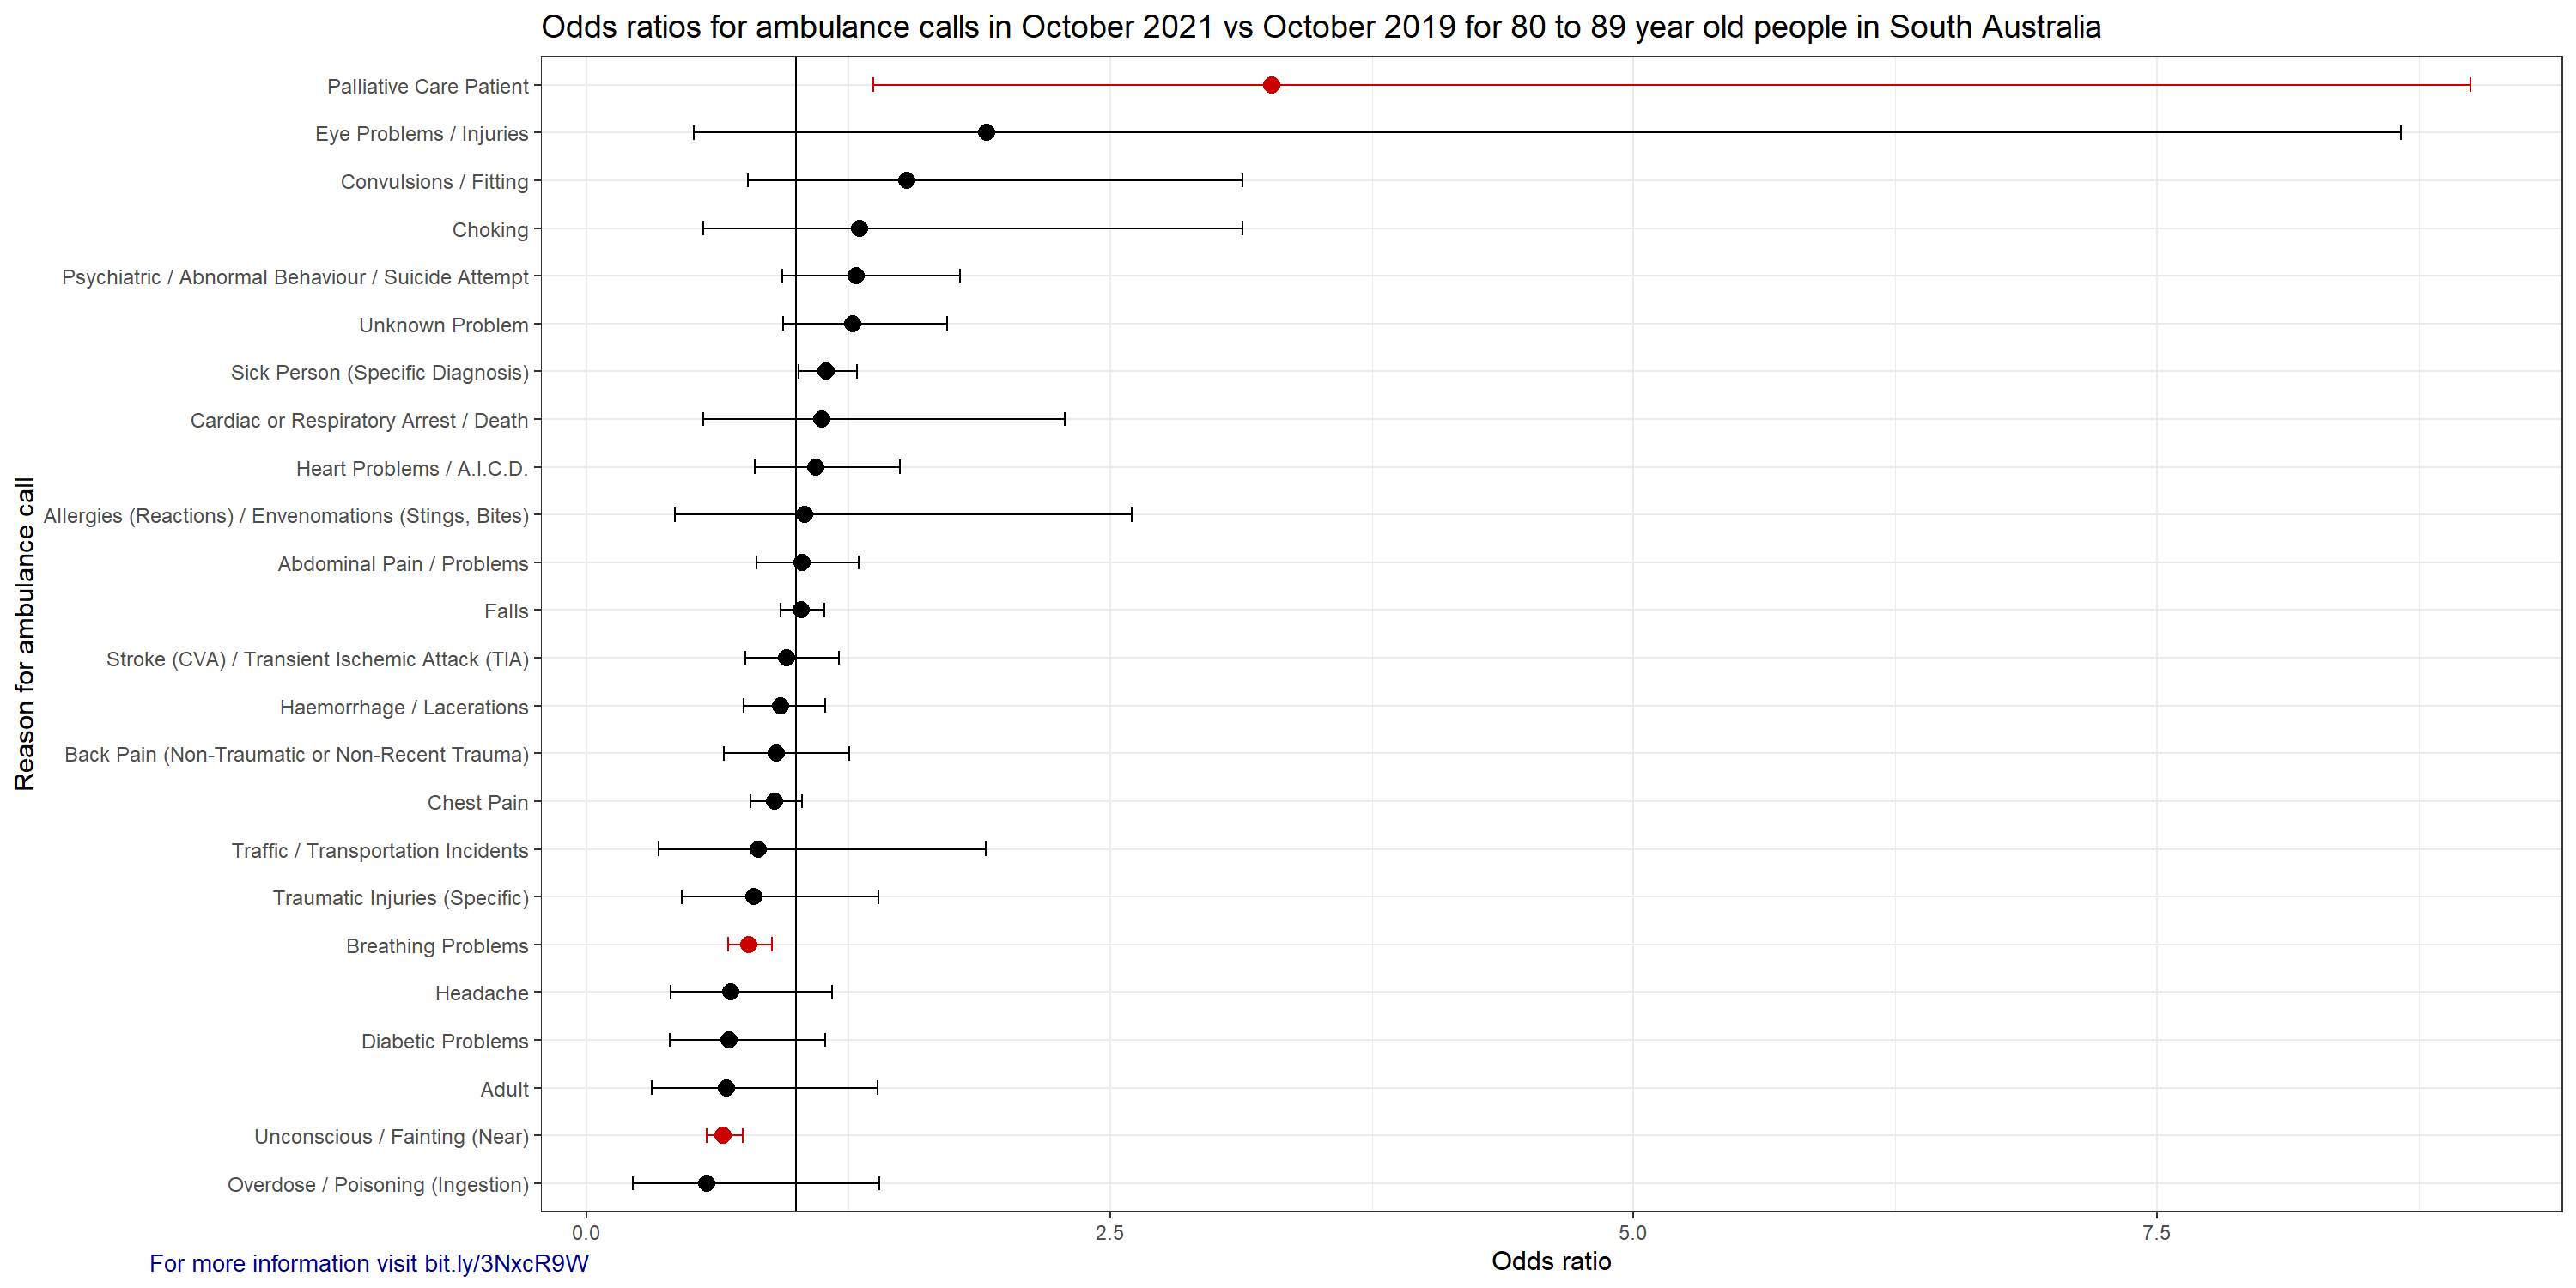 Odds ratios for ambulance calls in October 2021 vs October 2019 for 80 to 89 year old people in South Australia
Reason for ambulance call
Palliative Care Patient
Eye Problems / Injuries
Convulsions / Fitting
Choking
Psychiatric / Abnormal Behaviour / Suicide Attempt
Unknown Problem
Sick Person (Specific Diagnosis)
Cardiac or Respiratory Arrest / Death
Heart Problems / A.I.C.D.
Allergies (Reactions) / Envenomations (Stings, Bites)
Abdominal Pain / Problems
Falls
Stroke (CVA) / Transient Ischemic Attack (TIA)
Haemorrhage / Lacerations
Back Pain (Non-Traumatic or Non-Recent Trauma)
Chest Pain
Traffic / Transportation Incidents
Traumatic Injuries (Specific)
Breathing Problems
Headache
Diabetic Problems
Adult
Unconscious / Fainting (Near)
Overdose / Poisoning (Ingestion)
0.0 2.5 5.0 7.5
Odds ratio
For more information visit bit.ly/3NxcR9W